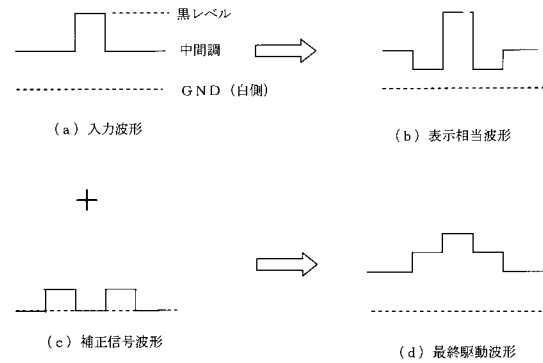 黒レベル
中間調
GND（白側）
（a）入力波形
（b）表示相当波形
＋
（c）補正信号波形
（d）最終駆動波形